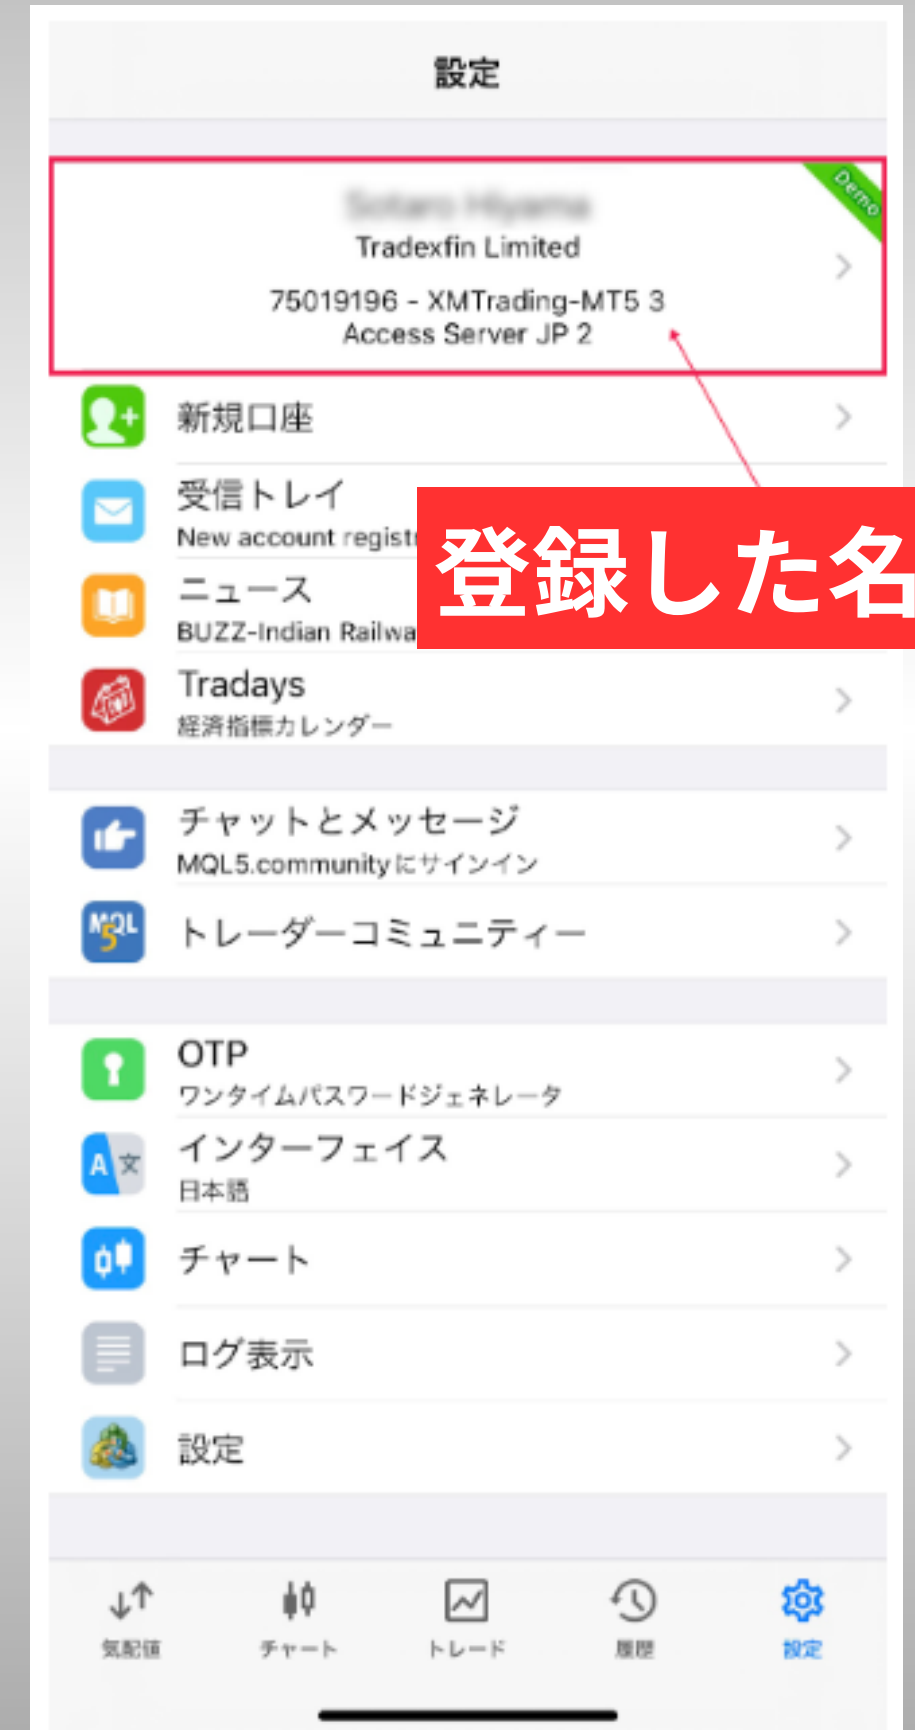 設定
Demo
Tradexfin Limited
75019196 - XMTrading-MT5 3
Access Server JP 2
新規口座
受信トレイ
New account regist
登録した名
ニュース
BUZZ-Indian Railwa
Tradays
経済指標カレンダー
チャットとメッセージ
MQL5.communityにサインイン
MQL5
トレーダーコミュニティー
OTP
ワンタイムパスワードジェネレータ
A 文
インターフェイス
日本語
チャート
ログ表示
設定
気配値
チャート
トレード
履歴
設定